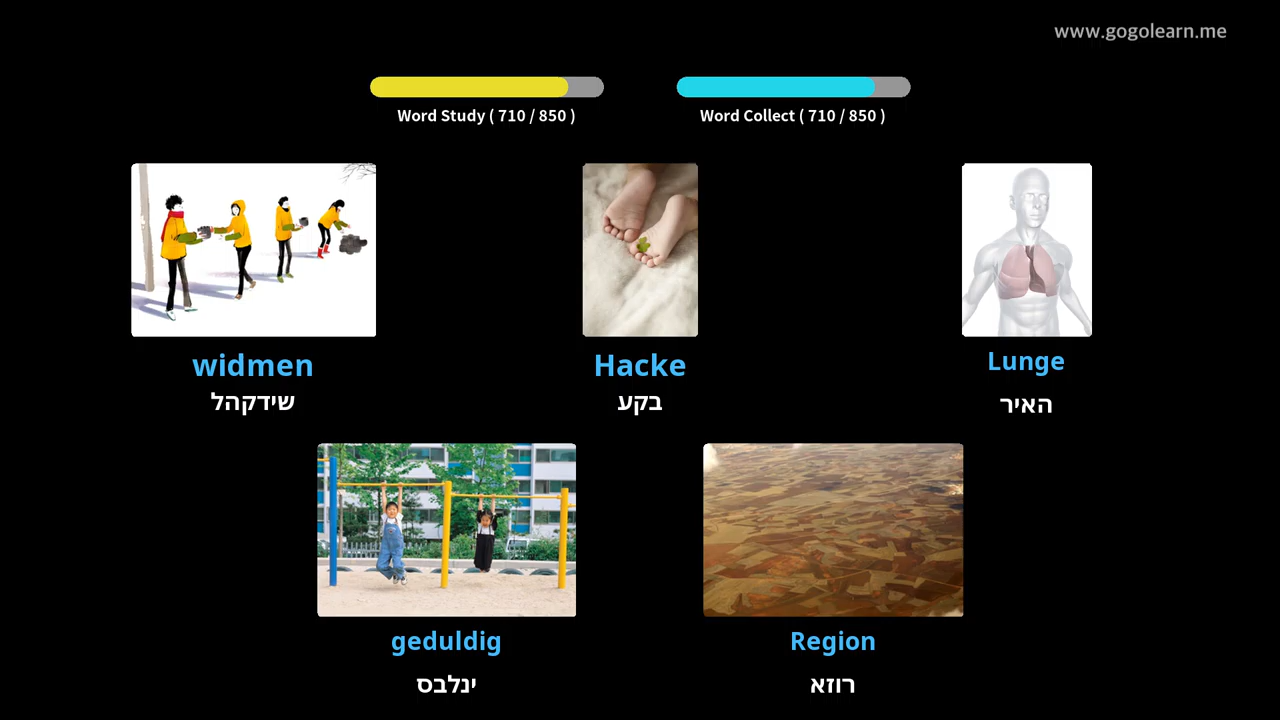 www.gogolearn.me
Word Study ( 710 / 850 )
Word Collect ( 710 / 850 )
widmen
שידקהל
Hacke
בקע
Lunge
האיר
geduldig
ינלבס
Region
רוזא